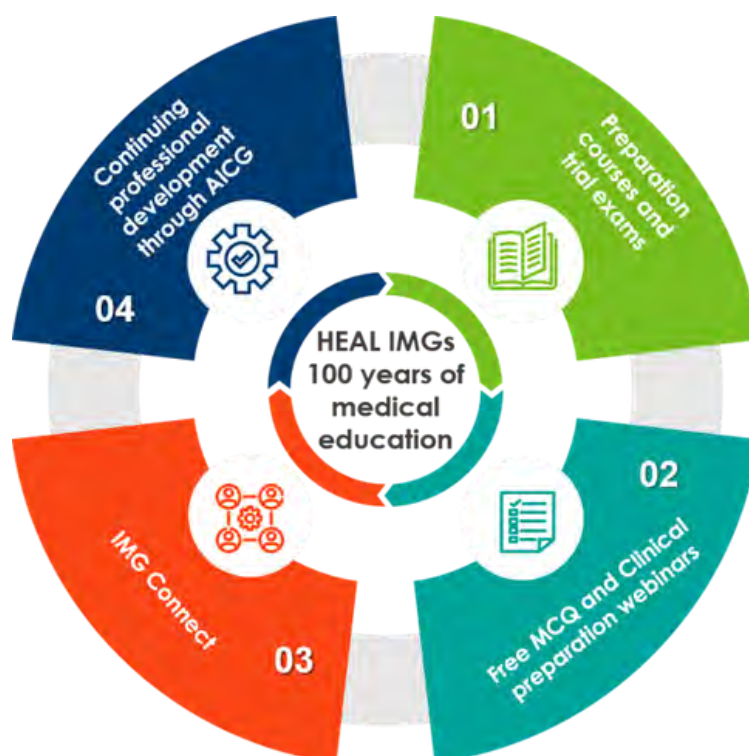 HEAL IMGs
100 years of
medical
education
01
Preparation
courses and
trial exams
02
Free MCQ and Clinical
preparation webinars
03
IMG Connect
04
Continuing
professional
development
through AICG